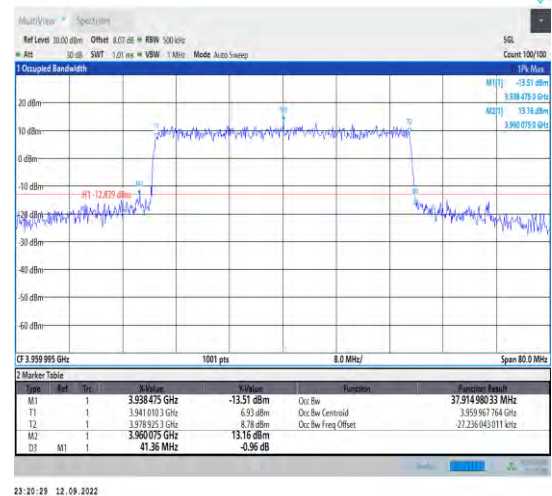 MultiView Spectrum
Ref Level 30.00 dBm Offset 8.07 dB RBW 500 kHz SGL
Att 30 dB SWT 1.01 ms VBW 1 MHz Mode Auto Sweep Count 100/100
1 Occupied Bandwidth 1Pk Max
M1[1] -13.51 dBm
3.938 475 0 GHz
M2[1] 13.16 dBm
3.960 075 0 GHz
20 dBm
10 dBm
0 dBm
-10 dBm
H1 -12.839 dBm
-20 dBm
-30 dBm
-40 dBm
-50 dBm
-60 dBm
T1
M2
T2
M1
D3
CF 3.959 995 GHz 1001 pts 8.0 MHz/ Span 80.0 MHz
2 Marker Table
Type Ref Trc X-Value Y-Value Function Function Result
M1 1 3.938475 GHz -13.51 dBm Occ Bw 37.914 980 33 MHz
T1 1 3.941 010 3 GHz 6.93 dBm Occ Bw Centroid 3.959 967 764 GHz
T2 1 3.978 925 3 GHz 8.78 dBm Occ Bw Freq Offset -27.236 043 011 kHz
M2 1 3.960075 GHz 13.16 dBm
D3 M1 1 41.36 MHz -0.96 dB
23:20:29 12.09.2022